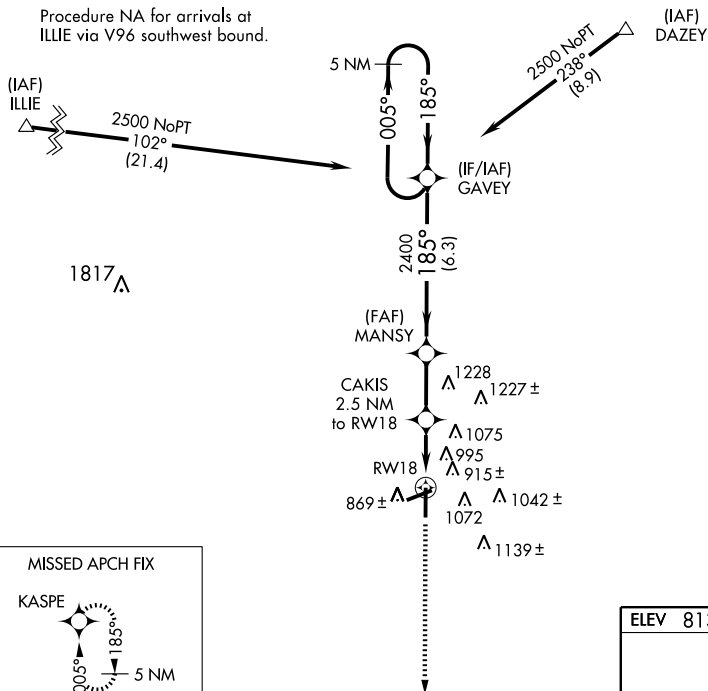 Procedure NA for arrivals at
ILLIE via V96 southwest bound.
(IAF)
DAZEY
2500 NoPT
238°
(8.9)
5 NM
005°
185°
(IAF)
ILLIE
2500 NoPT
102°
(21.4)
(IF/IAF)
GAVEY
2400
185°
(6.3)
1817
(FAF)
MANSY
1228
1227±
CAKIS
2.5 NM
to RW18
1075
995
915±
RW18
869±
1072
1042±
1139±
MISSED APCH FIX
KASPE
185°
005°
5 NM
ELEV